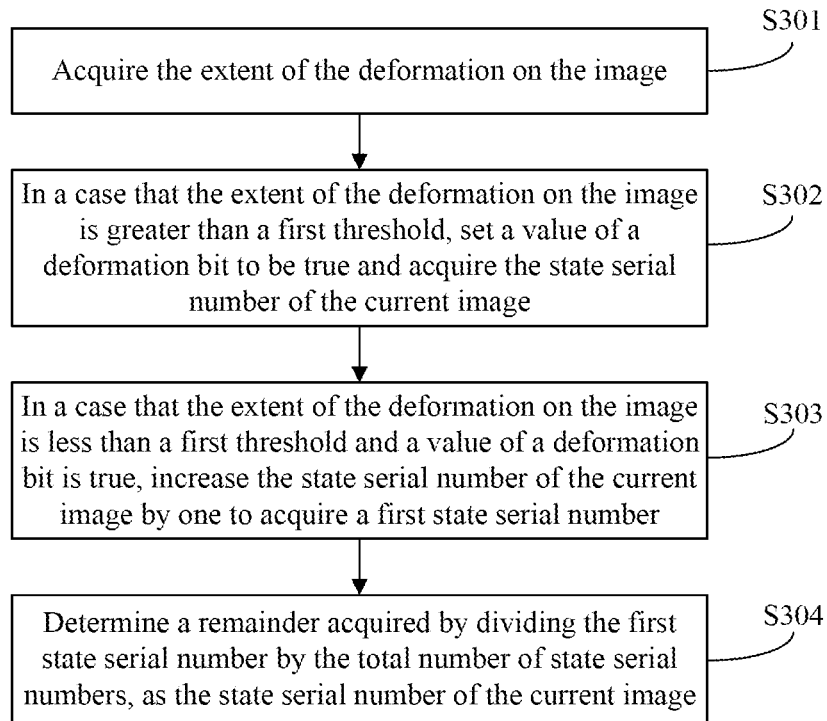 S301
Acquire the extent of the deformation on the image
In a case that the extent of the deformation on the image
is greater than a first threshold, set a value of a
deformation bit to be true and acquire the state serial
number of the current image
S302
In a case that the extent of the deformation on the image
is less than a first threshold and a value of a deformation
bit is true, increase the state serial number of the current
image by one to acquire a first state serial number
S303
Determine a remainder acquired by dividing the first
state serial number by the total number of state serial
numbers, as the state serial number of the current image
S304